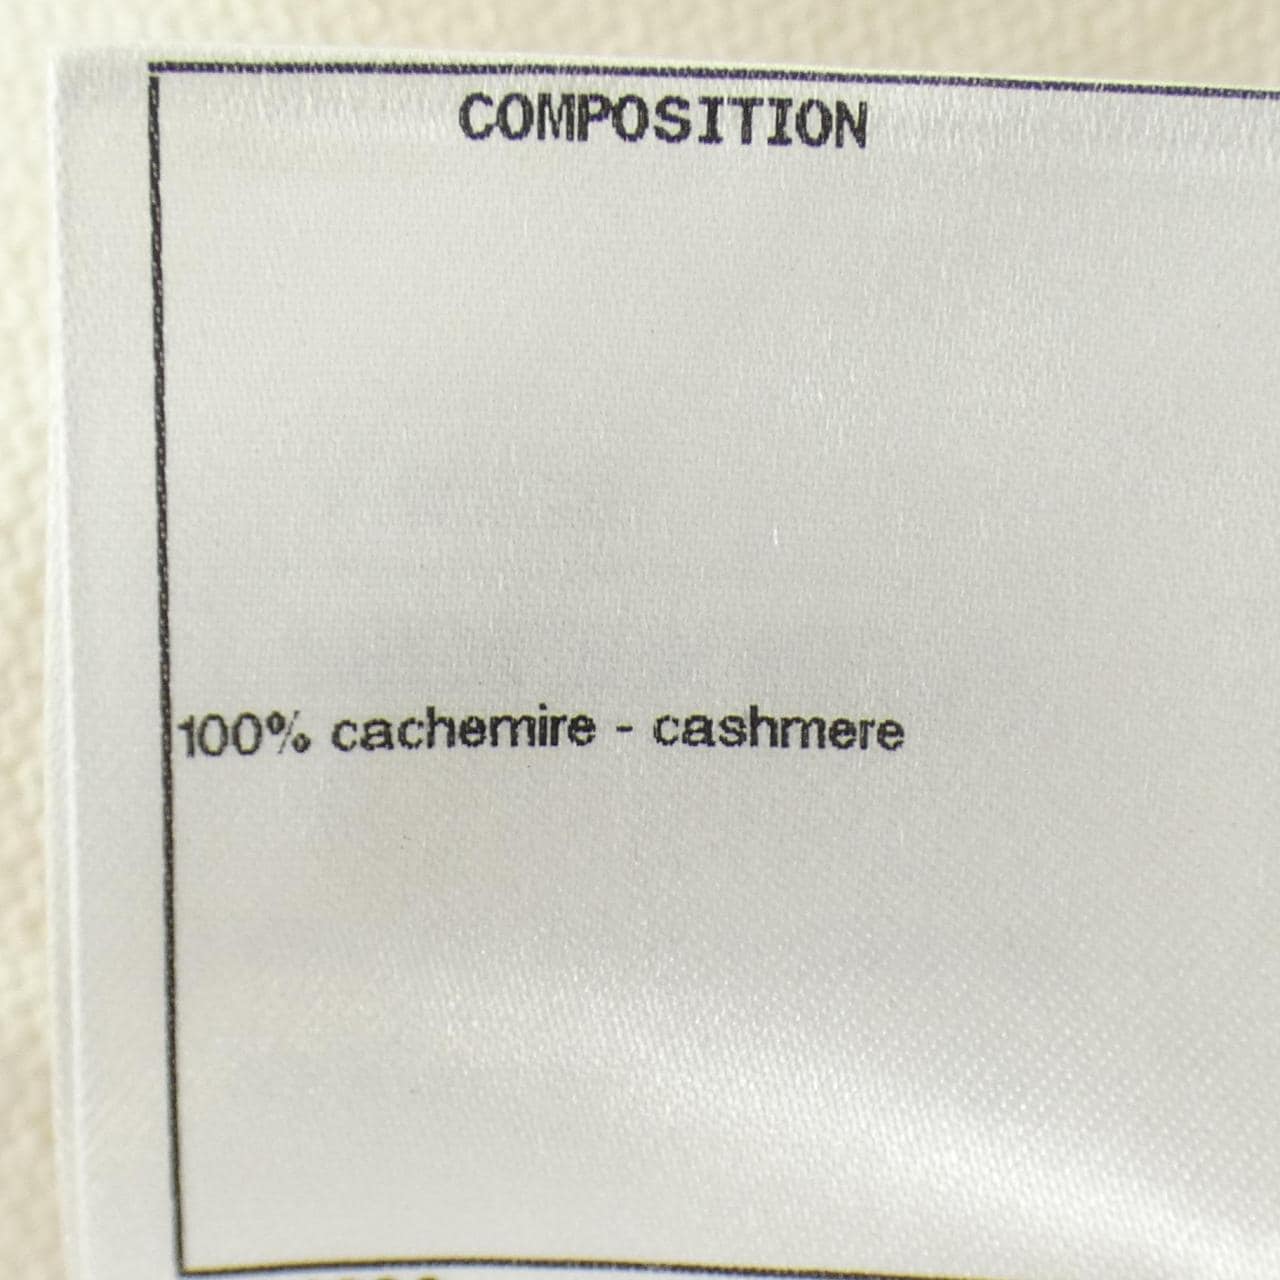 COMPOSITION
100% cachemire - cashmere